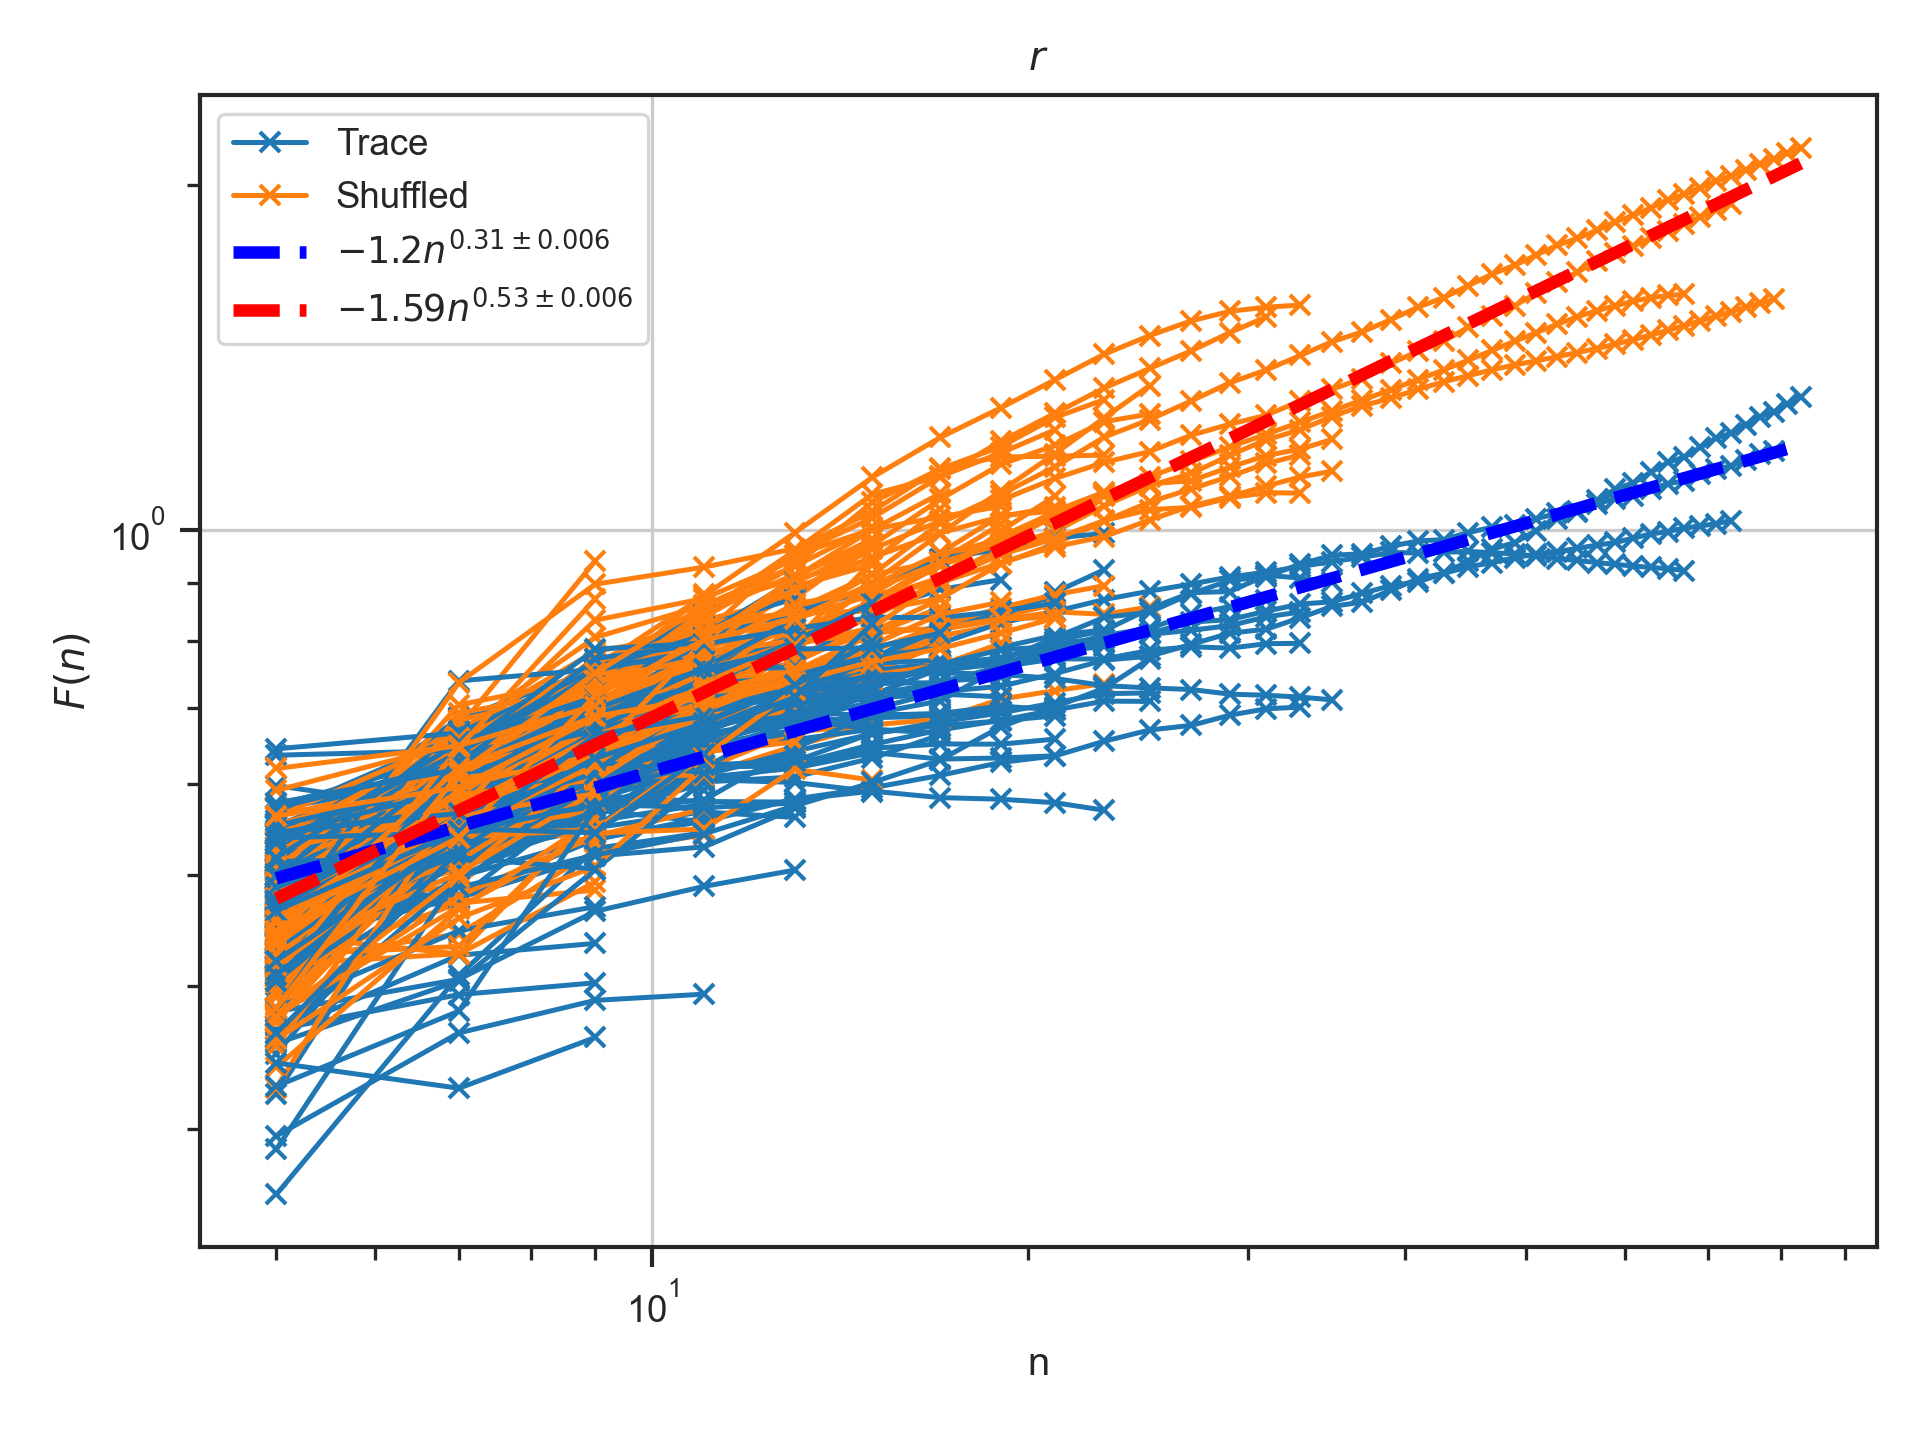 r
Trace
Shuffled
−1.2n^{0.31±0.006}
−1.59n^{0.53±0.006}
10^0
F(n)
10^1
n